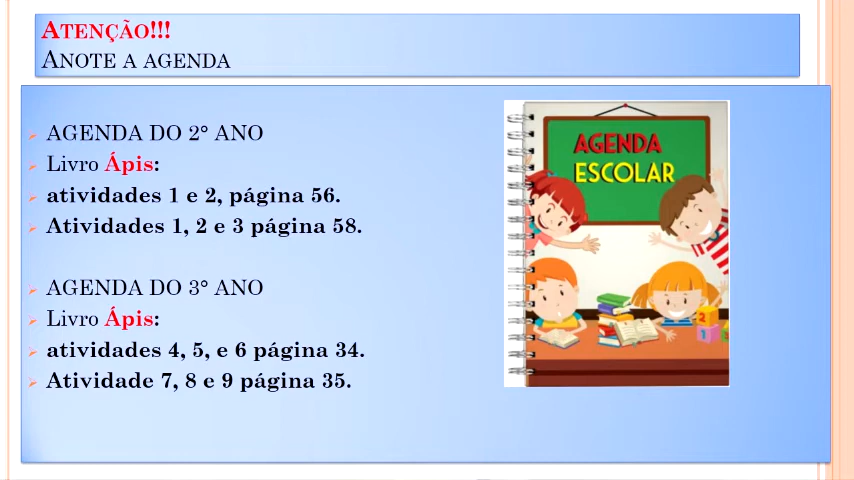 ATENÇÃO!!!
ANOTE A AGENDA
AGENDA DO 2° ANO
Livro Ápis:
atividades 1 e 2, página 56.
Atividades 1, 2 e 3 página 58.
AGENDA DO 3° ANO
Livro Ápis:
atividades 4, 5, e 6 página 34.
Atividade 7, 8 e 9 página 35.
AGENDA
ESCOLAR
2
1